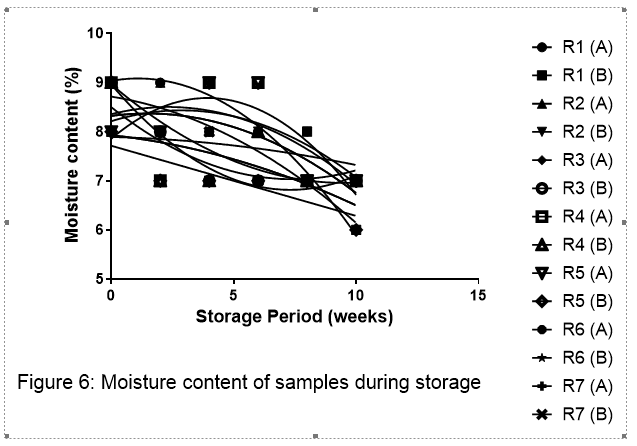 10
9
8
7
6
5
0
5
10
15
Moisture content (%)
Storage Period (weeks)
R1 (A)
R1 (B)
R2 (A)
R2 (B)
R3 (A)
R3 (B)
R4 (A)
R4 (B)
R5 (A)
R5 (B)
R6 (A)
R6 (B)
R7 (A)
R7 (B)
Figure 6: Moisture content of samples during storage